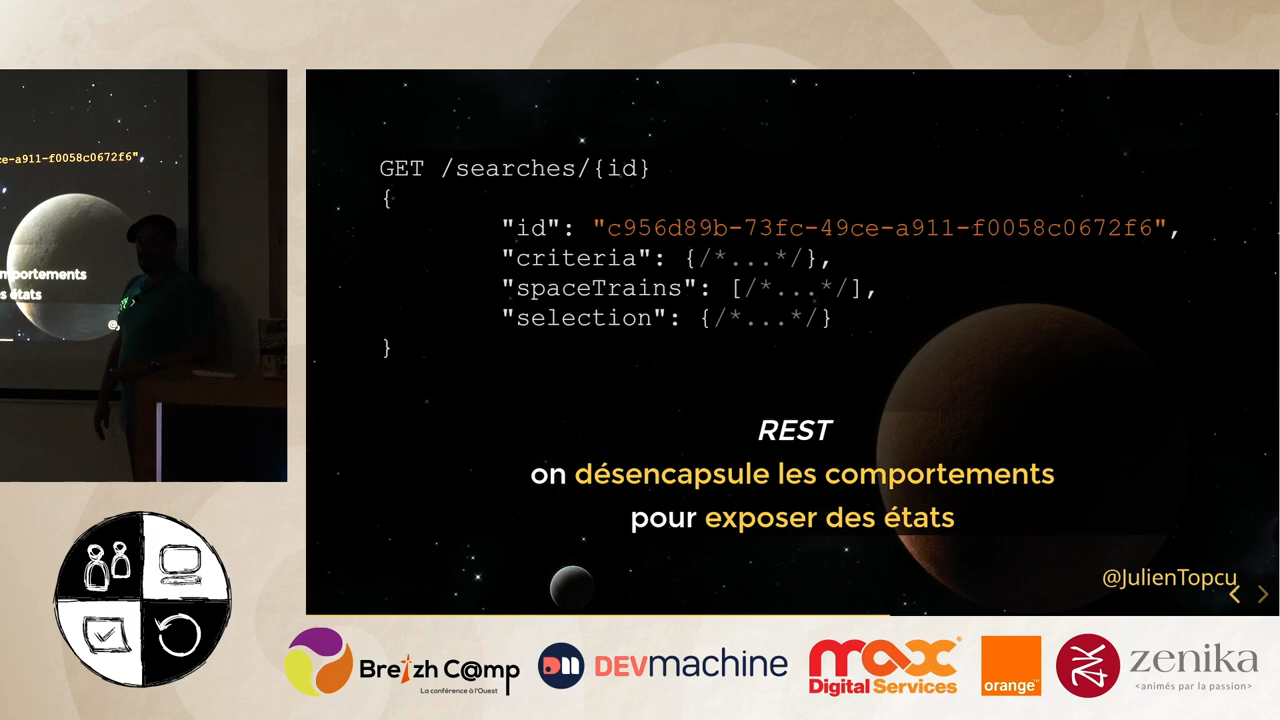 ce-a911-f0058c0672f6",
mportements
s états
GET /searches/{id}
{
"id": "c956d89b-73fc-49ce-a911-f0058c0672f6",
"criteria": {/*...*/},
"spaceTrains": [/*...*/],
"selection": {/*...*/}
}
REST
on désencapsule les comportements
pour exposer des états
@JulienTopcu
Breizh C@mp
La conférence à l'Ouest
DEVmachine
max
Digital Services
orange
zenika
<animés par la passion>